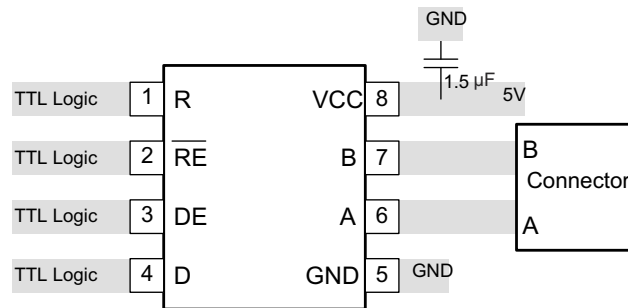 GND
1.5 µF
5V
TTL Logic 1 R VCC 8
TTL Logic 2 RE B 7 B
Connector
TTL Logic 3 DE A 6 A
TTL Logic 4 D GND 5 GND